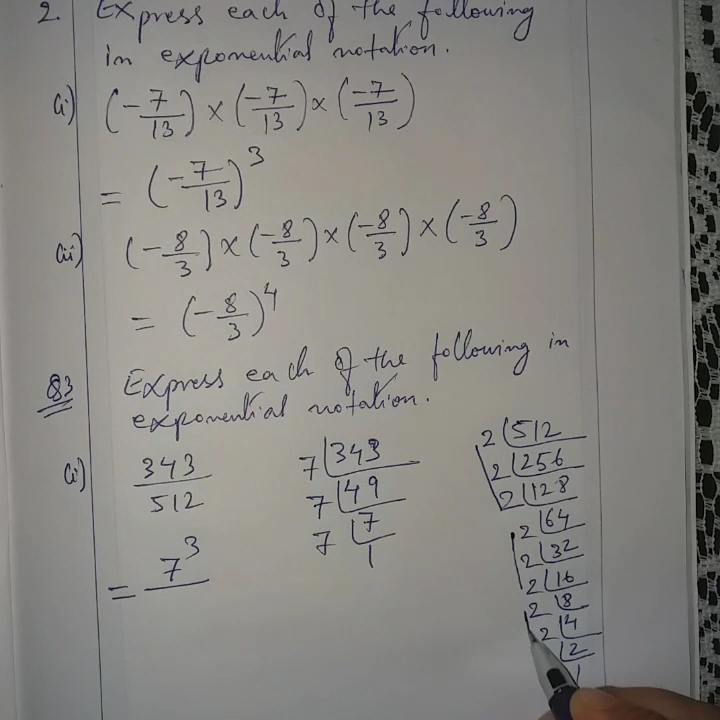 2. Express each of the following
in exponential notation.
(i) (-7/13) × (-7/13) × (-7/13)
= (-7/13)^3
(ii) (-8/3) × (-8/3) × (-8/3) × (-8/3)
= (-8/3)^4
Q3 Express each of the following in
exponential notation.
(i) 343/512
= 7^3/
7 343
7 49
7 7
1
2 512
2 256
2 128
2 64
2 32
2 16
2 8
2 4
2
1